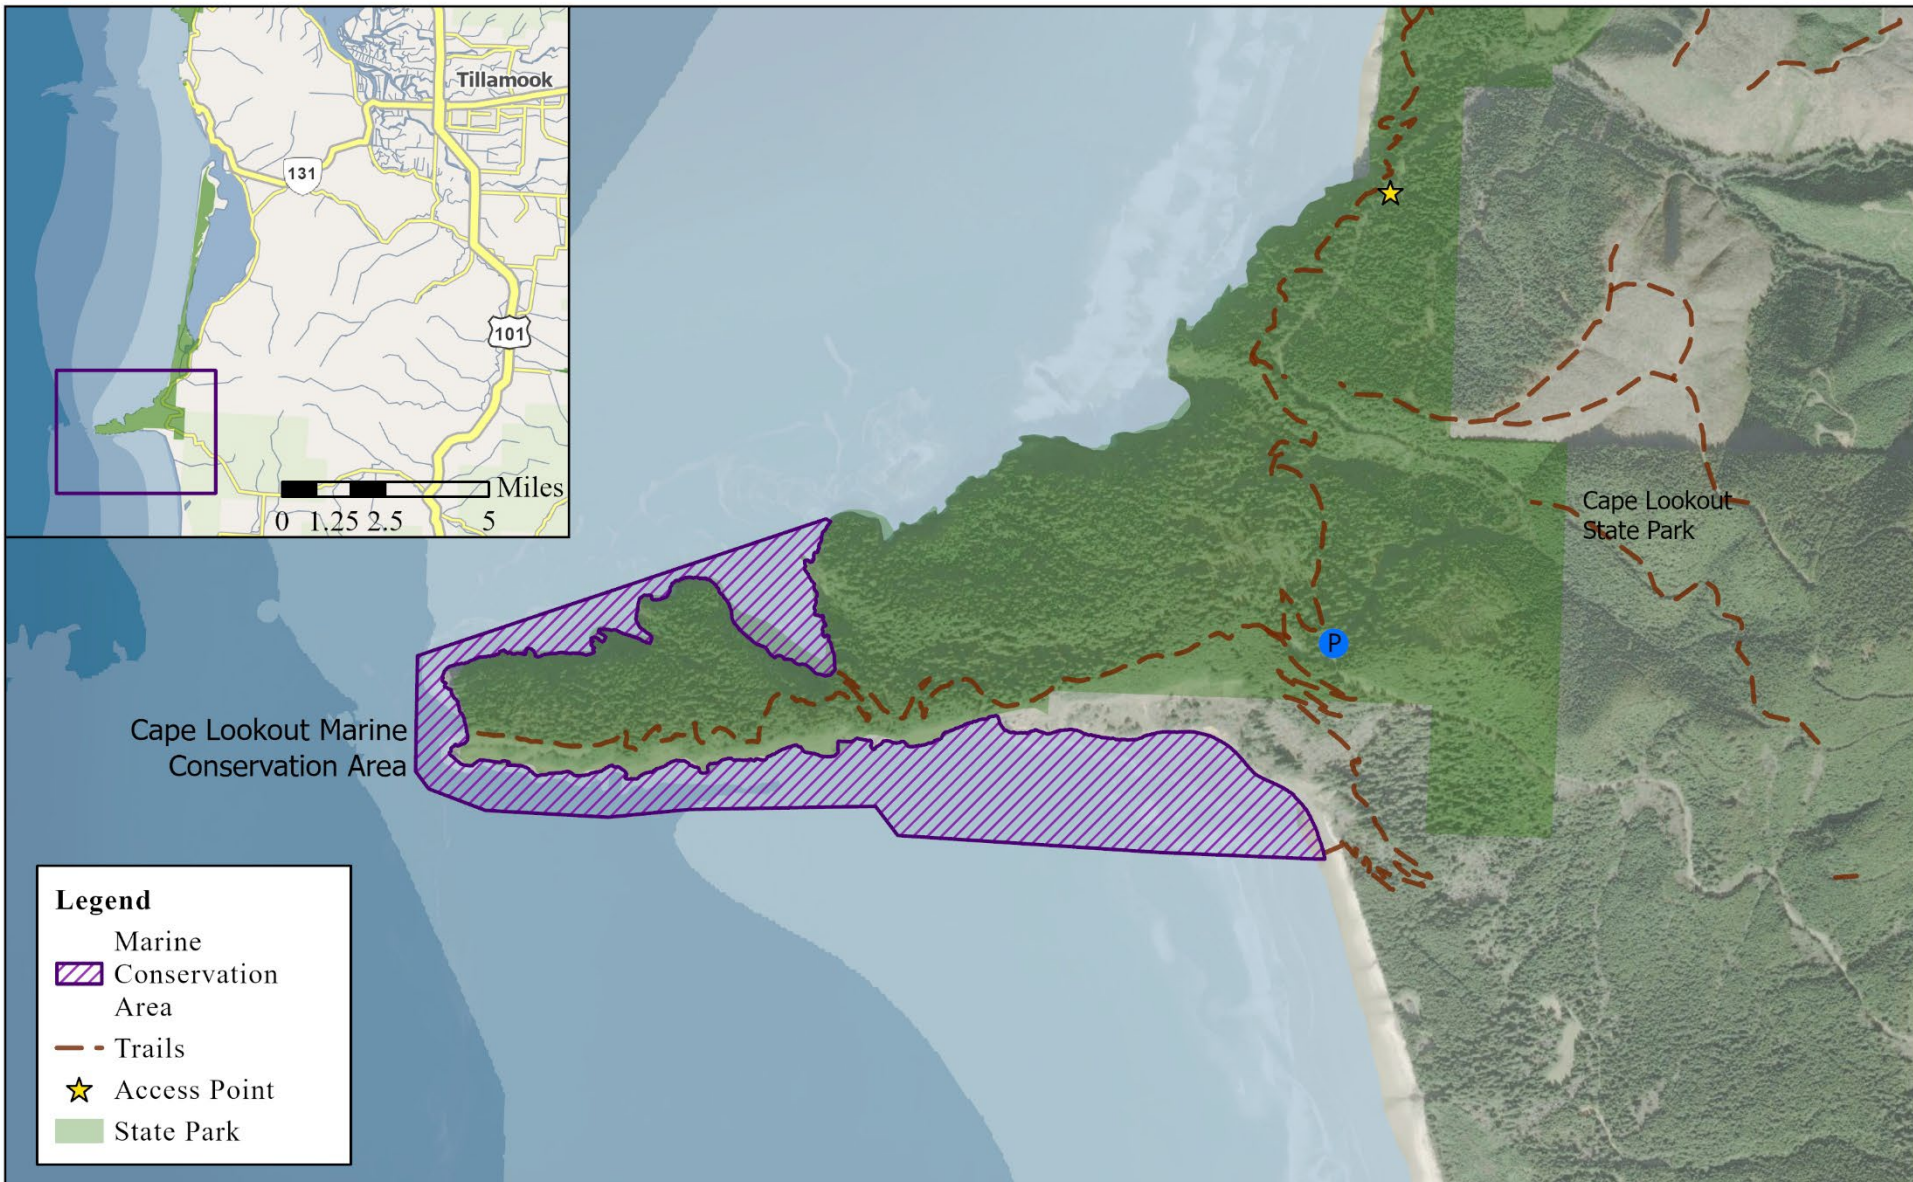 Tillamook
131
101
Miles
0 1.25 2.5 5
Cape Lookout
State Park
P
Cape Lookout Marine
Conservation Area
Legend
Marine
Conservation
Area
Trails
Access Point
State Park